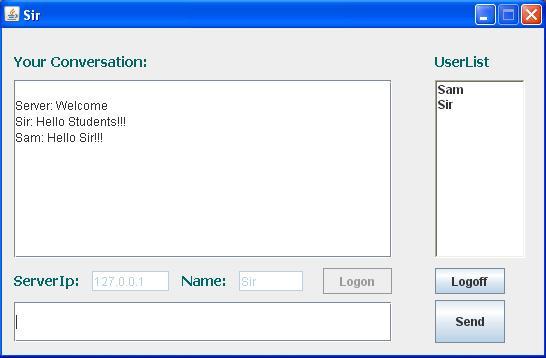 Sir
Your Conversation:
UserList
Server: Welcome
Sir: Hello Students!!!
Sam: Hello Sir!!!
Sam
Sir
ServerIp: 127.0.0.1 Name: Sir Logon
Logoff
Send